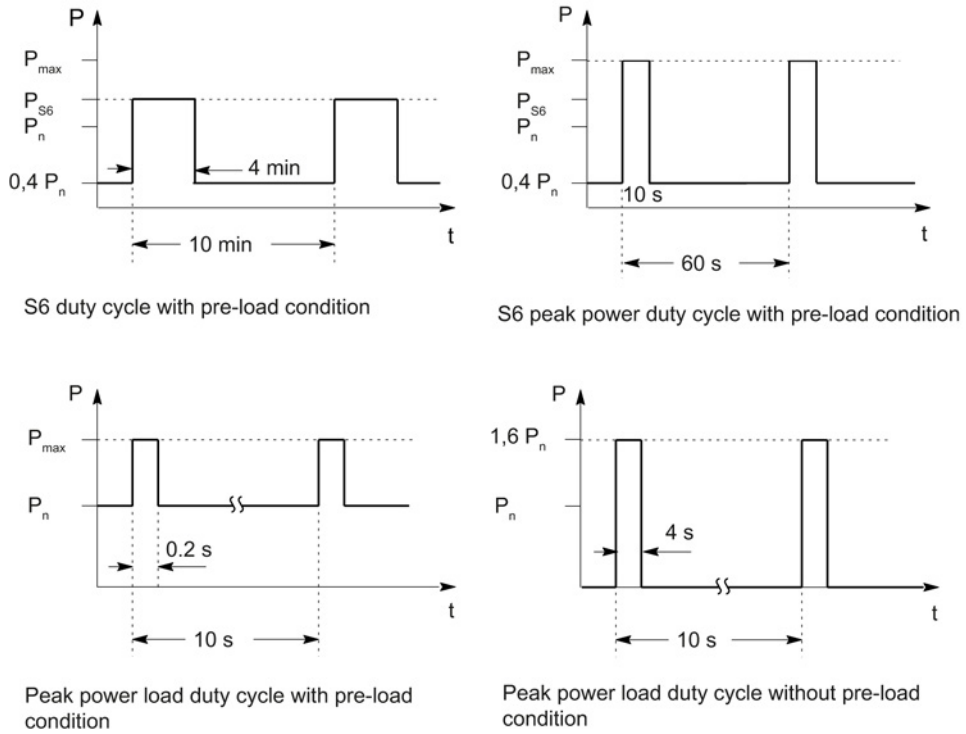 P
P max
P S6
P n
0,4 P n
4 min
10 min
t
S6 duty cycle with pre-load condition
P
P max
P S6
P n
0,4 P n
10 s
60 s
t
S6 peak power duty cycle with pre-load condition
P
P max
P n
0.2 s
10 s
t
Peak power load duty cycle with pre-load
condition
P
1,6 P n
P n
4 s
10 s
t
Peak power load duty cycle without pre-load
condition